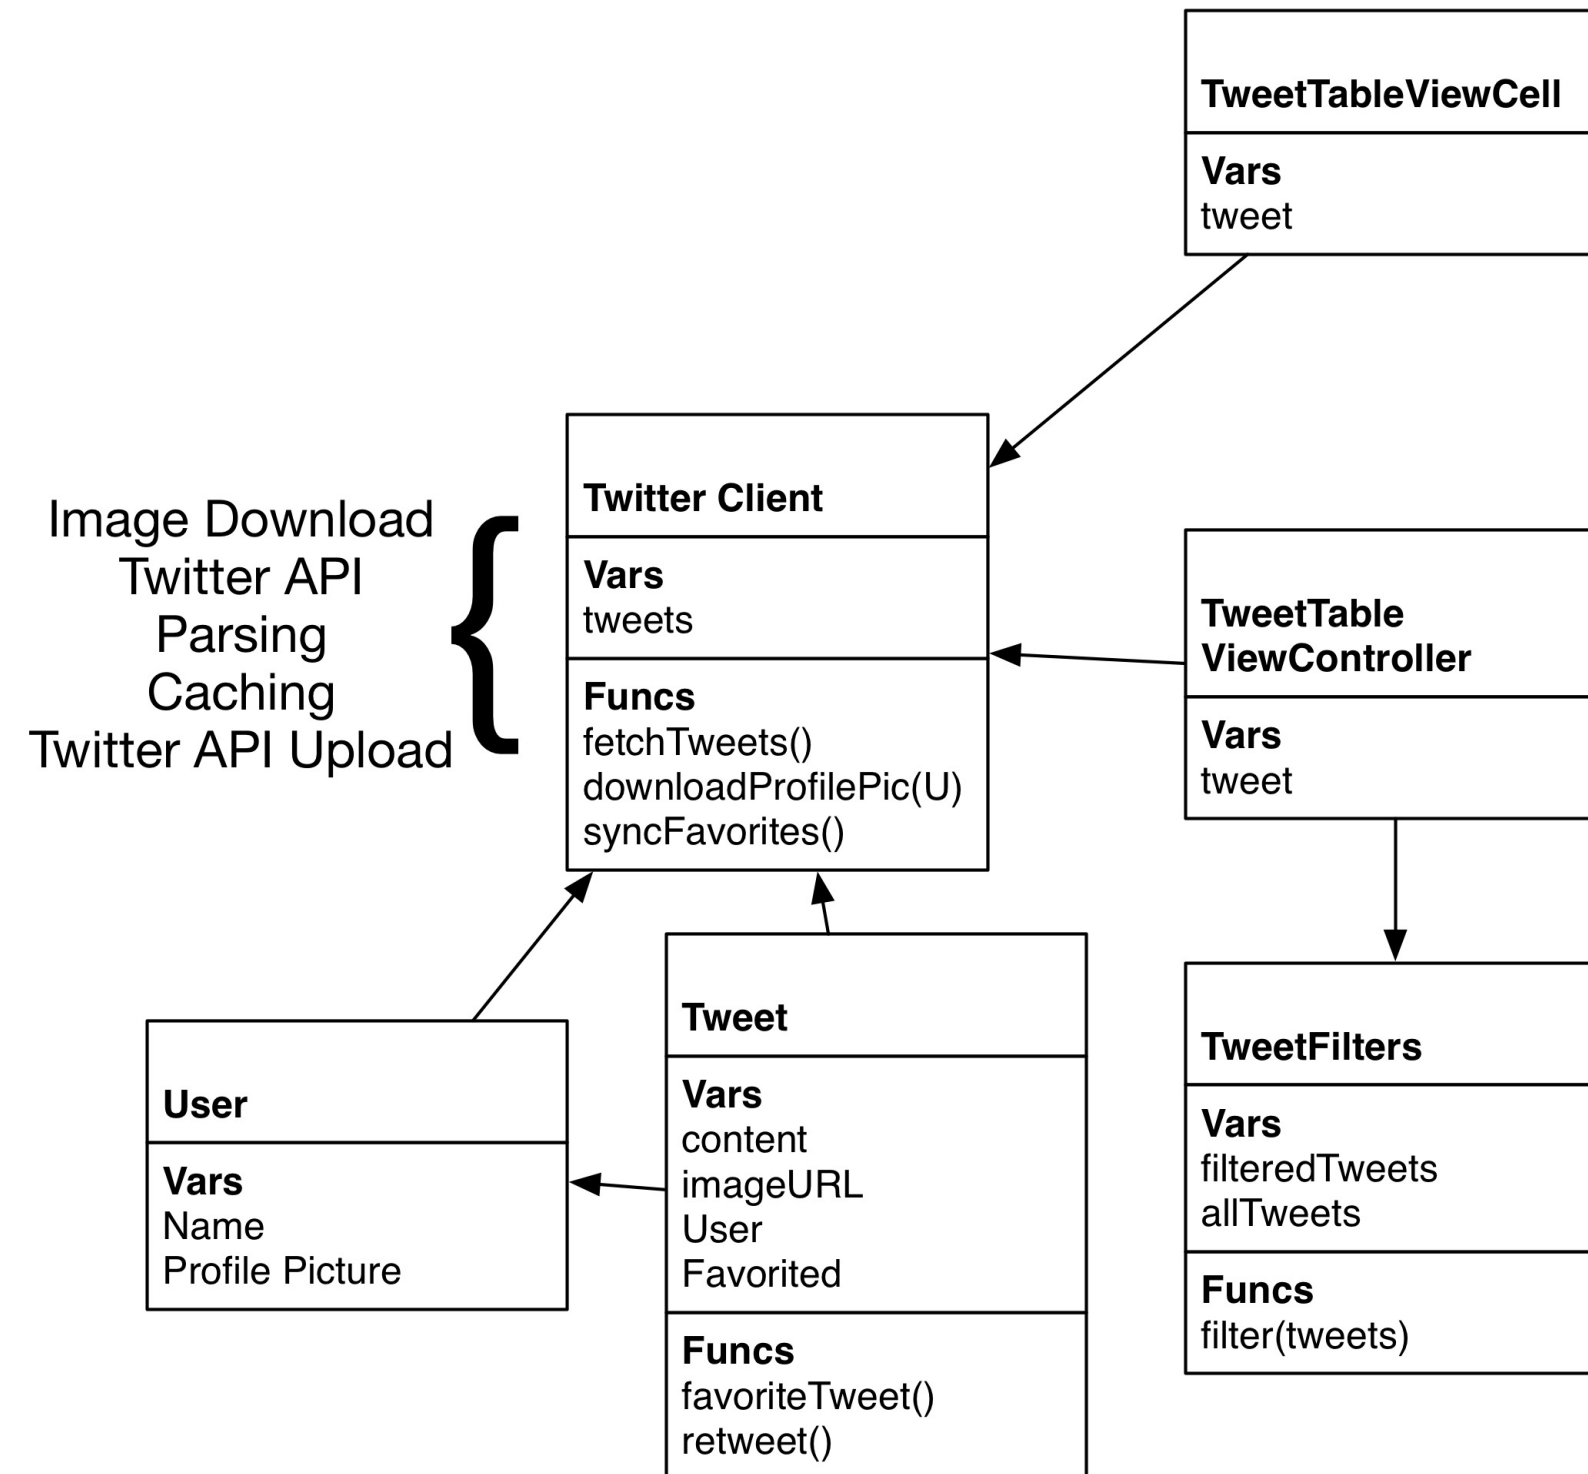 TweetTableViewCell
Vars
tweet
Image Download
Twitter API
Parsing
Caching
Twitter API Upload
{
Twitter Client
Vars
tweets
Funcs
fetchTweets()
downloadProfilePic(U)
syncFavorites()
TweetTable
ViewController
Vars
tweet
User
Vars
Name
Profile Picture
Tweet
Vars
content
imageURL
User
Favorited
Funcs
favoriteTweet()
retweet()
TweetFilters
Vars
filteredTweets
allTweets
Funcs
filter(tweets)